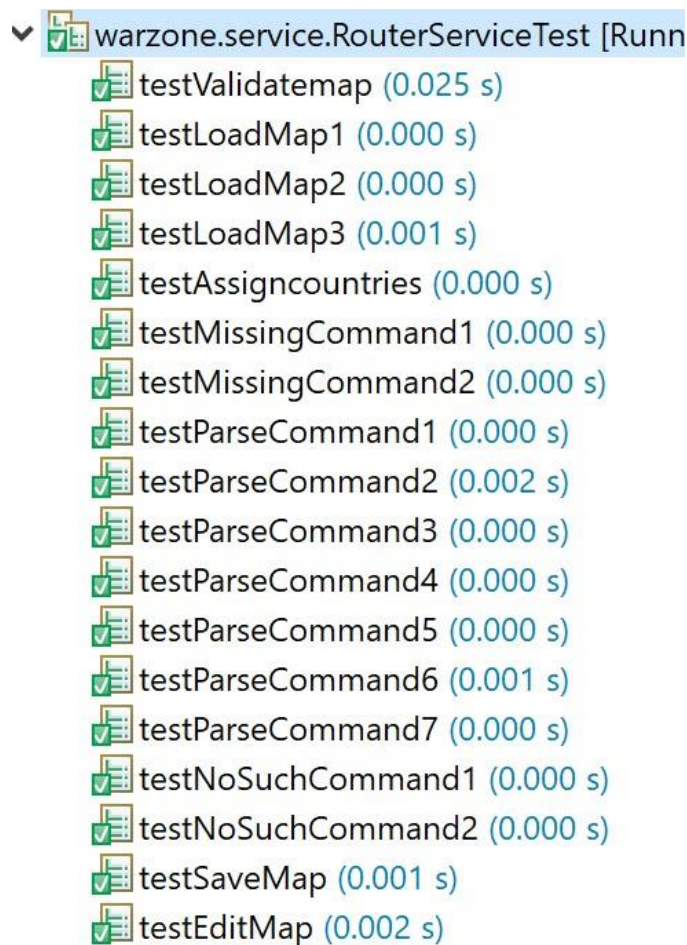 warzone.service.RouterServiceTest [Runn
testValidatemap (0.025 s)
testLoadMap1 (0.000 s)
testLoadMap2 (0.000 s)
testLoadMap3 (0.001 s)
testAssigncountries (0.000 s)
testMissingCommand1 (0.000 s)
testMissingCommand2 (0.000 s)
testParseCommand1 (0.000 s)
testParseCommand2 (0.002 s)
testParseCommand3 (0.000 s)
testParseCommand4 (0.000 s)
testParseCommand5 (0.000 s)
testParseCommand6 (0.001 s)
testParseCommand7 (0.000 s)
testNoSuchCommand1 (0.000 s)
testNoSuchCommand2 (0.000 s)
testSaveMap (0.001 s)
testEditMap (0.002 s)